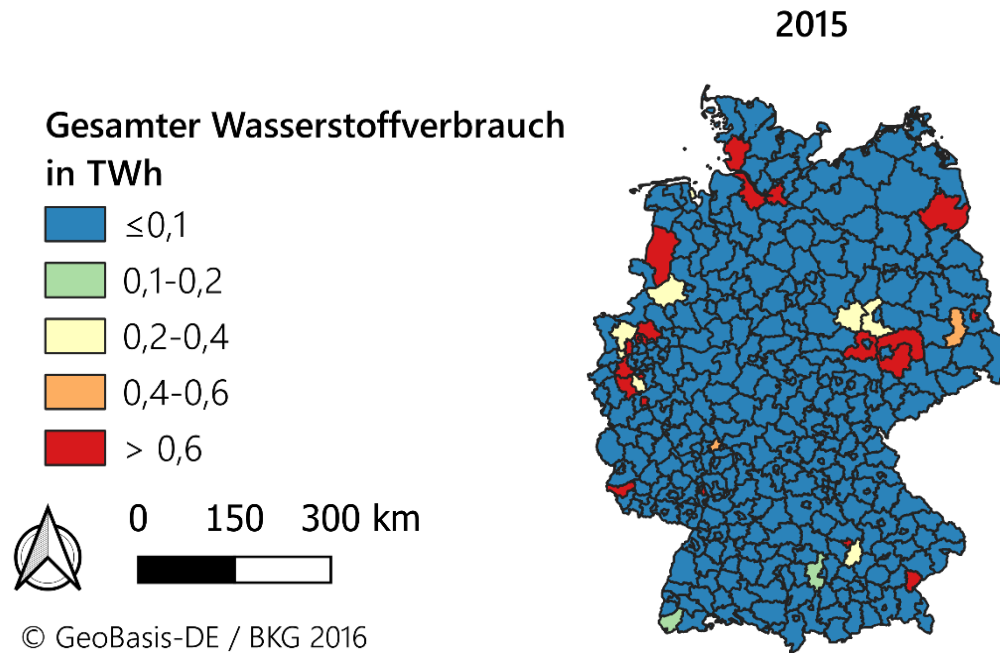 2015
Gesamter Wasserstoffverbrauch
in TWh
≤0,1
0,1-0,2
0,2-0,4
0,4-0,6
> 0,6
0 150 300 km
© GeoBasis-DE / BKG 2016